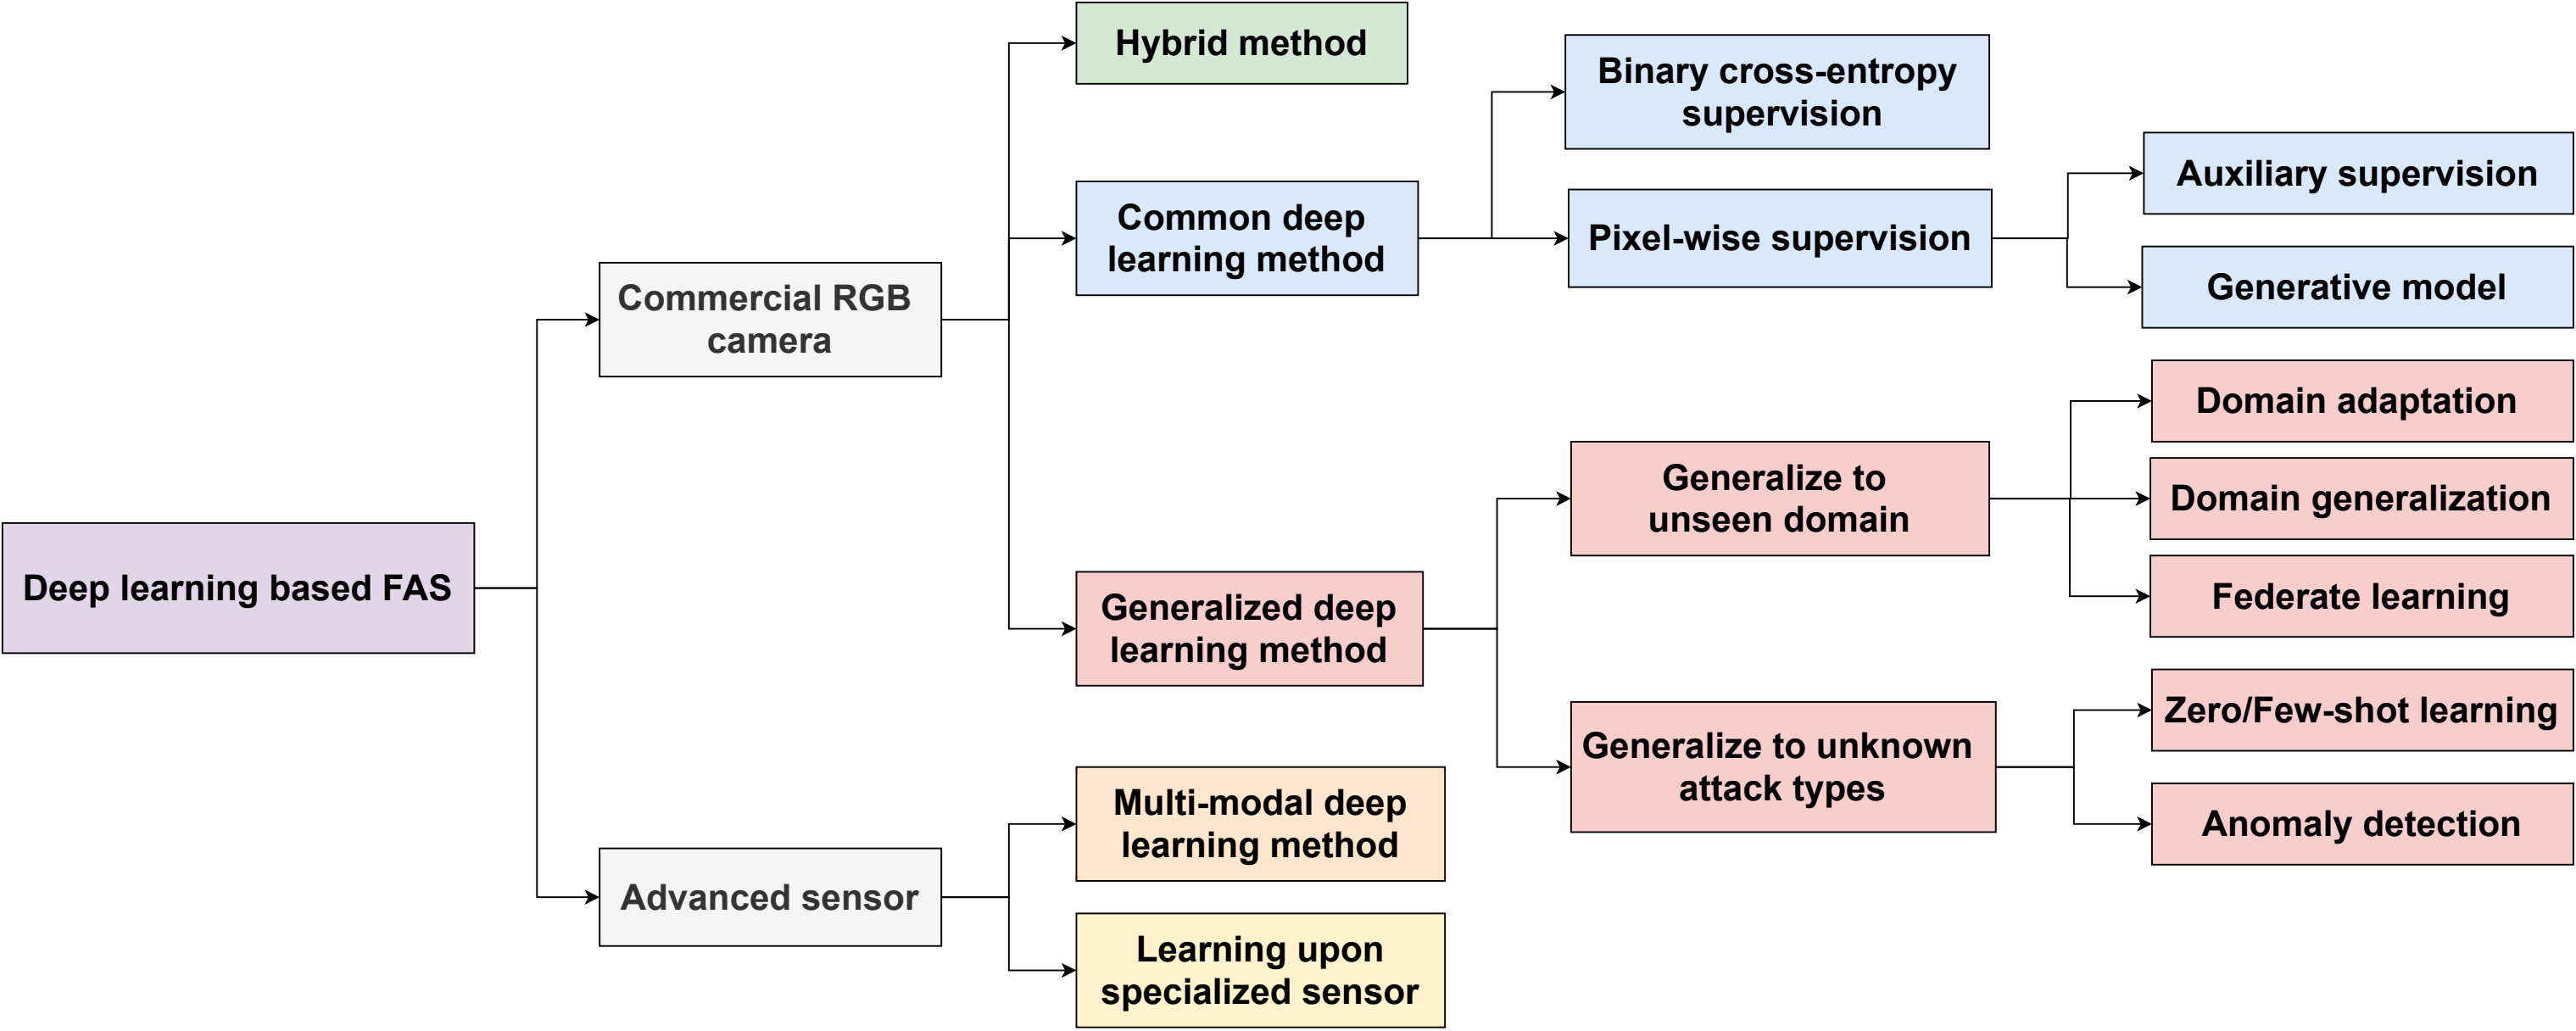 Hybrid method
Binary cross-entropy
supervision
Auxiliary supervision
Common deep
learning method
Pixel-wise supervision
Generative model
Commercial RGB
camera
Domain adaptation
Generalize to
unseen domain
Domain generalization
Deep learning based FAS
Federate learning
Generalized deep
learning method
Zero/Few-shot learning
Generalize to unknown
attack types
Multi-modal deep
learning method
Anomaly detection
Advanced sensor
Learning upon
specialized sensor